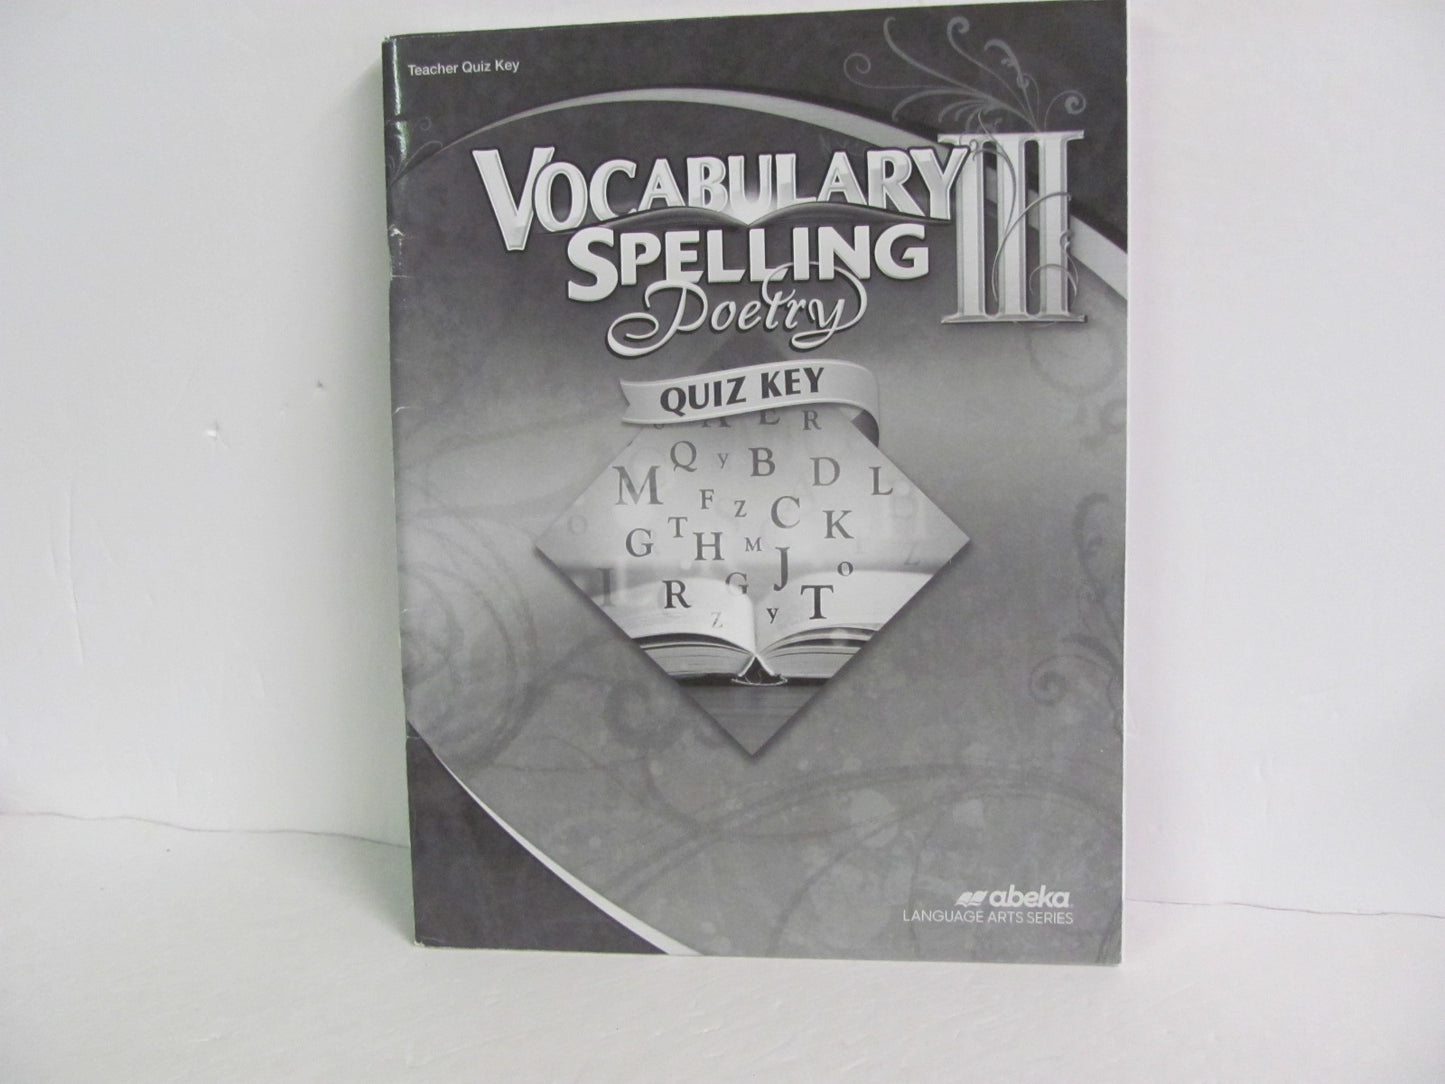 Teacher Quiz Key
VOCABULARY III
SPELLING
Poetry
QUIZ KEY
A E R
Q y B D
M F z C L
G T H M K
I R G J o
z y T
abeka
LANGUAGE ARTS SERIES